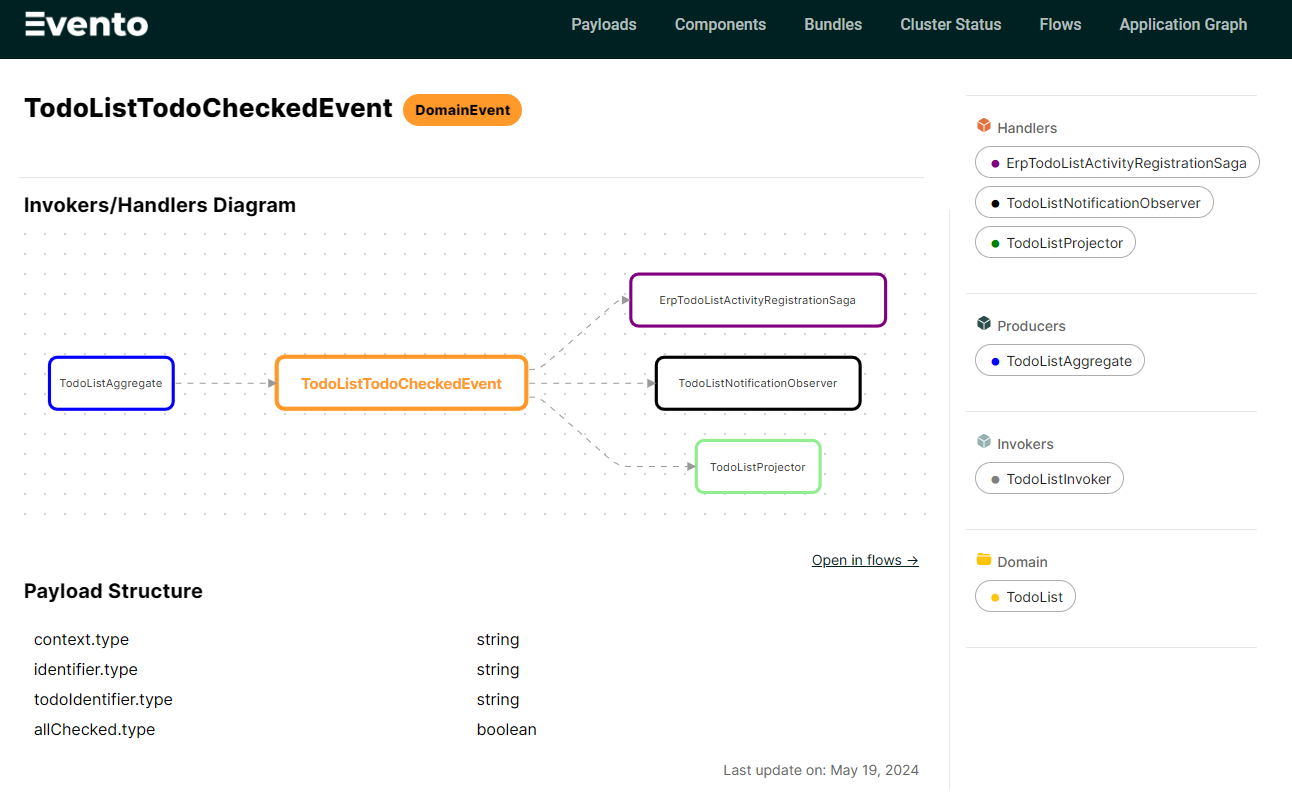 Evento
Payloads Components Bundles Cluster Status Flows Application Graph
TodoListTodoCheckedEvent DomainEvent
Invokers/Handlers Diagram
ErpTodoListActivityRegistrationSaga
TodoListAggregate TodoListTodoCheckedEvent TodoListNotificationObserver
TodoListProjector
Open in flows →
Payload Structure
context.type string
identifier.type string
todoIdentifier.type string
allChecked.type boolean
Last update on: May 19, 2024
Handlers
ErpTodoListActivityRegistrationSaga
TodoListNotificationObserver
TodoListProjector
Producers
TodoListAggregate
Invokers
TodoListInvoker
Domain
TodoList